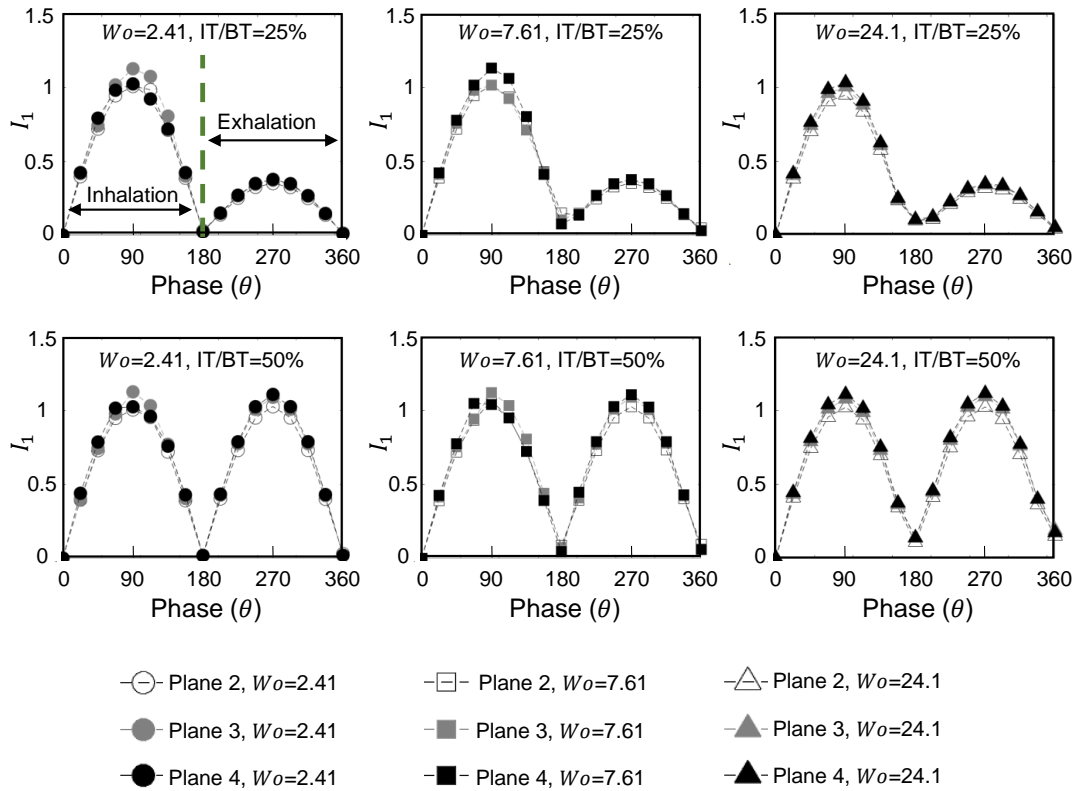 Wo=2.41, IT/BT=25%
1.5
1
0.5
0
I1
Exhalation
Inhalation
0 90 180 270 360
Phase (θ)
Wo=7.61, IT/BT=25%
1.5
1
0.5
0
I1
0 90 180 270 360
Phase (θ)
Wo=24.1, IT/BT=25%
1.5
1
0.5
0
I1
0 90 180 270 360
Phase (θ)
Wo=2.41, IT/BT=50%
1.5
1
0.5
0
I1
0 90 180 270 360
Phase (θ)
Wo=7.61, IT/BT=50%
1.5
1
0.5
0
I1
0 90 180 270 360
Phase (θ)
Wo=24.1, IT/BT=50%
1.5
1
0.5
0
I1
0 90 180 270 360
Phase (θ)
Plane 2, Wo=2.41
Plane 2, Wo=7.61
Plane 2, Wo=24.1
Plane 3, Wo=2.41
Plane 3, Wo=7.61
Plane 3, Wo=24.1
Plane 4, Wo=2.41
Plane 4, Wo=7.61
Plane 4, Wo=24.1